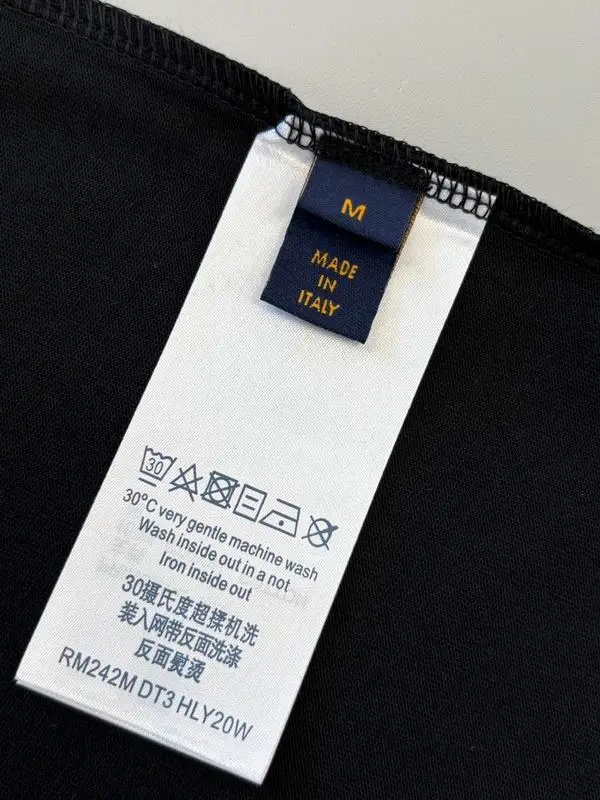 M
MADE
IN
ITALY
30
30°C very gentle machine wash
Wash inside out in a not
Iron inside out
30摄氏度超揉机洗
装入网带反面洗涤
反面熨烫
RM242M DT3 HLY20W